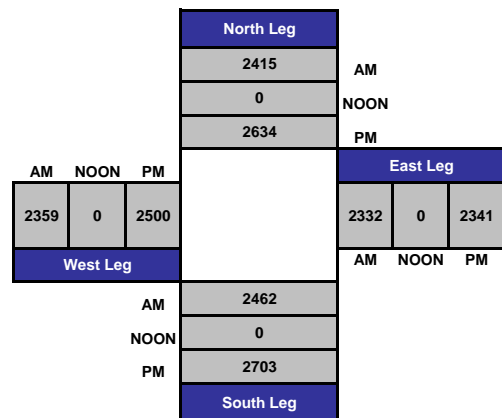 North Leg
2415 AM
0 NOON
2634 PM
AM NOON PM
East Leg
2359 0 2500
2332 0 2341
West Leg
AM NOON PM
AM 2462
NOON 0
PM 2703
South Leg